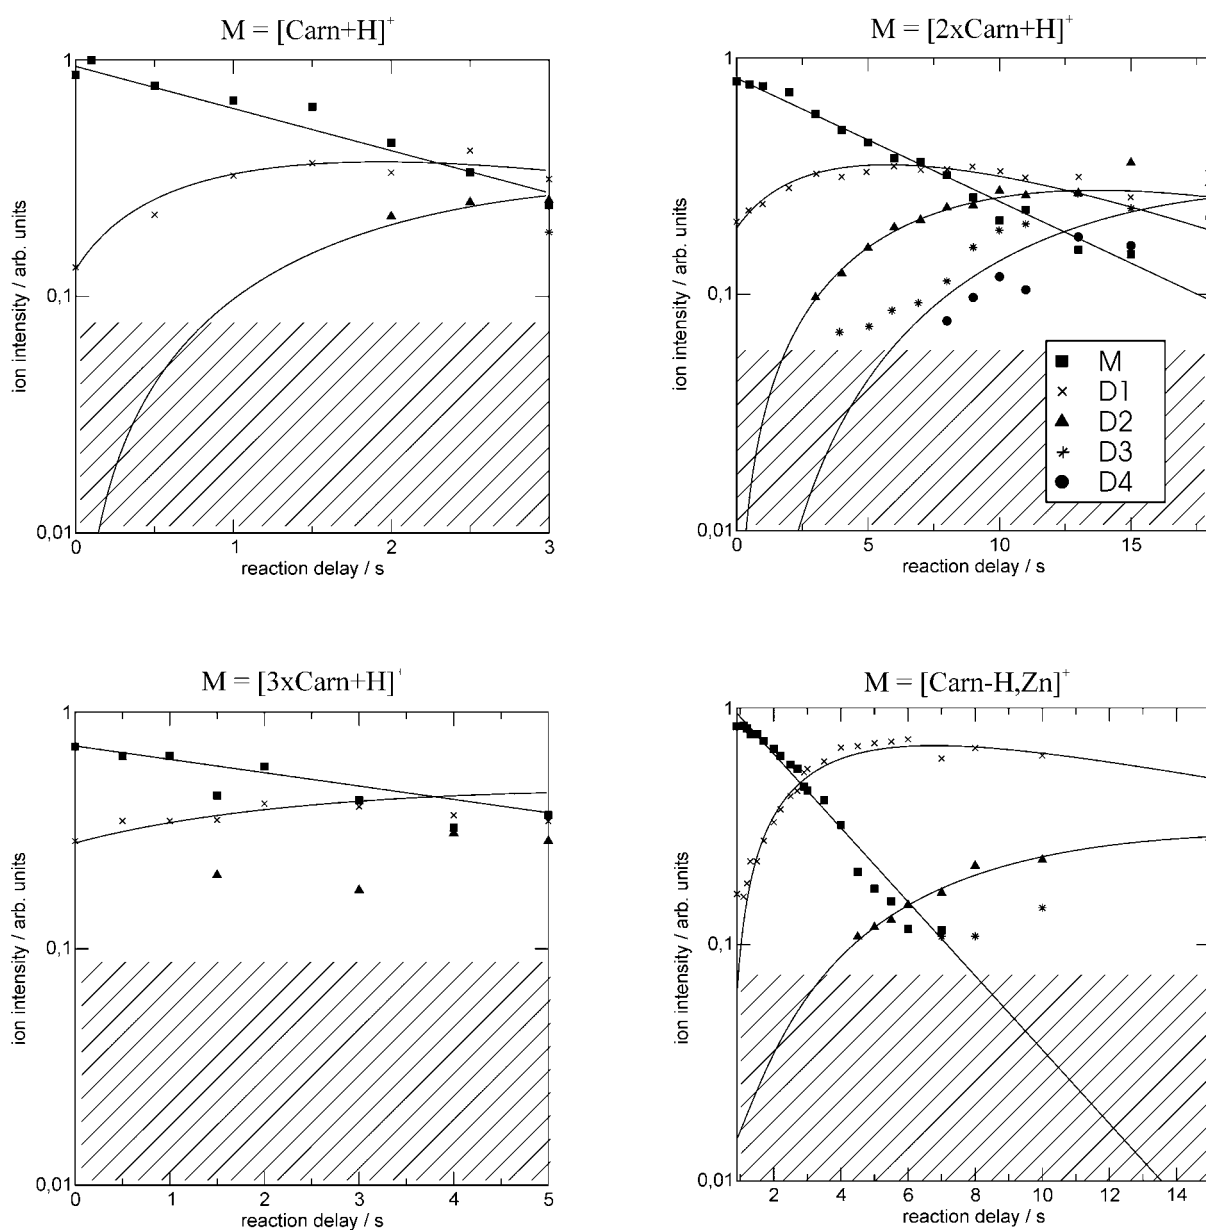 M = [Carn+H]⁺
1
0,1
0,01
ion intensity / arb. units
0 1 2 3
reaction delay / s
M = [2xCarn+H]⁺
1
0,1
0,01
ion intensity / arb. units
0 5 10 15
reaction delay / s
M
D1
D2
D3
D4
M = [3xCarn+H]⁺
1
0,1
0,01
ion intensity / arb. units
0 1 2 3 4 5
reaction delay / s
M = [Carn-H,Zn]⁺
1
0,1
0,01
ion intensity / arb. units
2 4 6 8 10 12 14
reaction delay / s